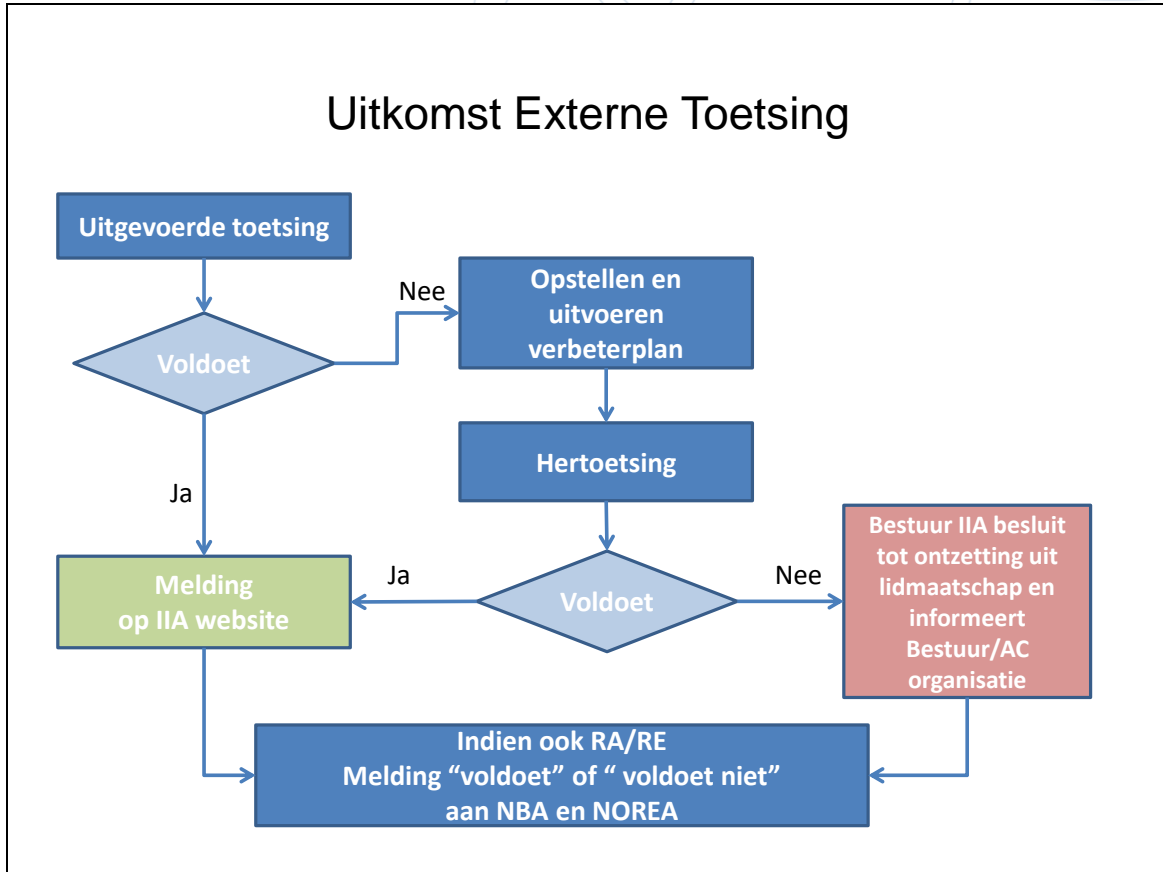 Uitkomst Externe Toetsing
Uitgevoerde toetsing
Voldoet
Nee
Opstellen en
uitvoeren
verbeterplan
Hertoetsing
Ja
Melding
op IIA website
Ja
Voldoet
Nee
Bestuur IIA besluit
tot ontzetting uit
lidmaatschap en
informeert
Bestuur/AC
organisatie
Indien ook RA/RE
Melding “voldoet” of “ voldoet niet”
aan NBA en NOREA